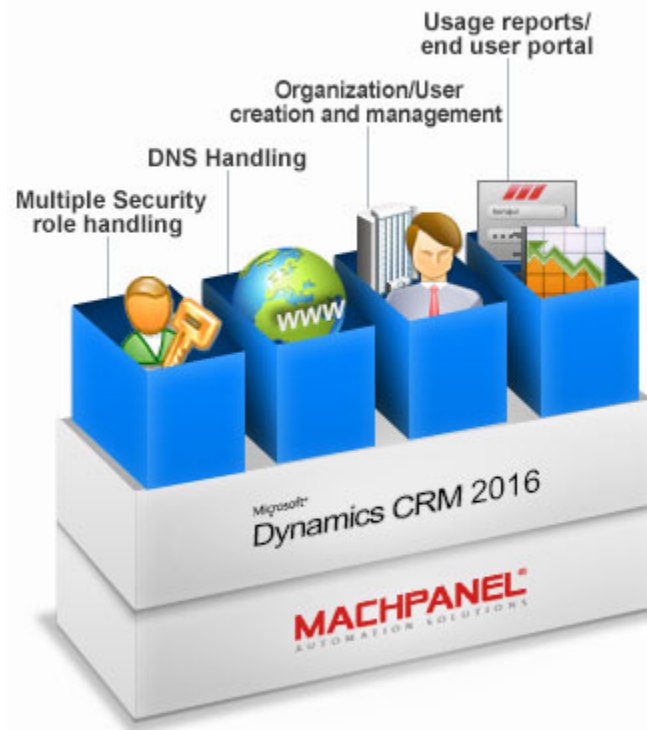 Usage reports/
end user portal
Organization/User
creation and management
DNS Handling
Multiple Security
role handling
www
Microsoft®
Dynamics CRM 2016
MACHPANEL®
AUTOMATION SOLUTIONS